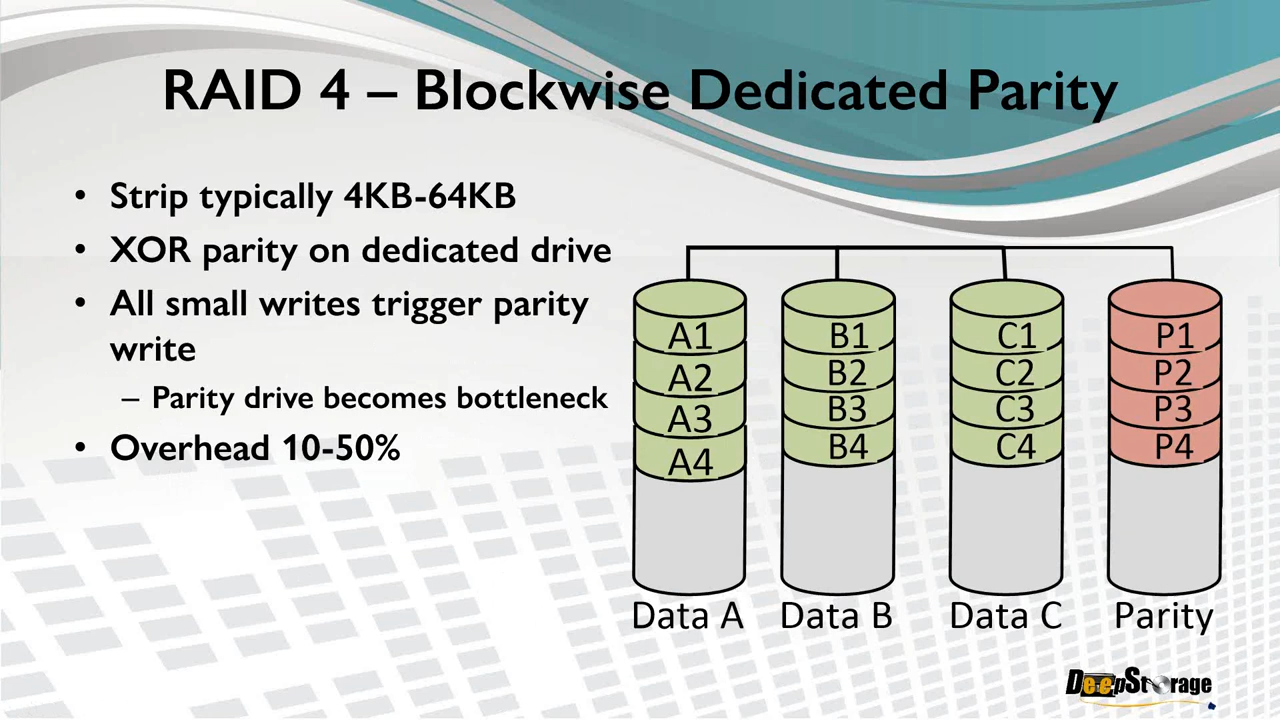 RAID 4 – Blockwise Dedicated Parity
• Strip typically 4KB-64KB
• XOR parity on dedicated drive
• All small writes trigger parity
write
– Parity drive becomes bottleneck
• Overhead 10-50%
A1 B1 C1 P1
A2 B2 C2 P2
A3 B3 C3 P3
A4 B4 C4 P4
Data A Data B Data C Parity
DeepStorage